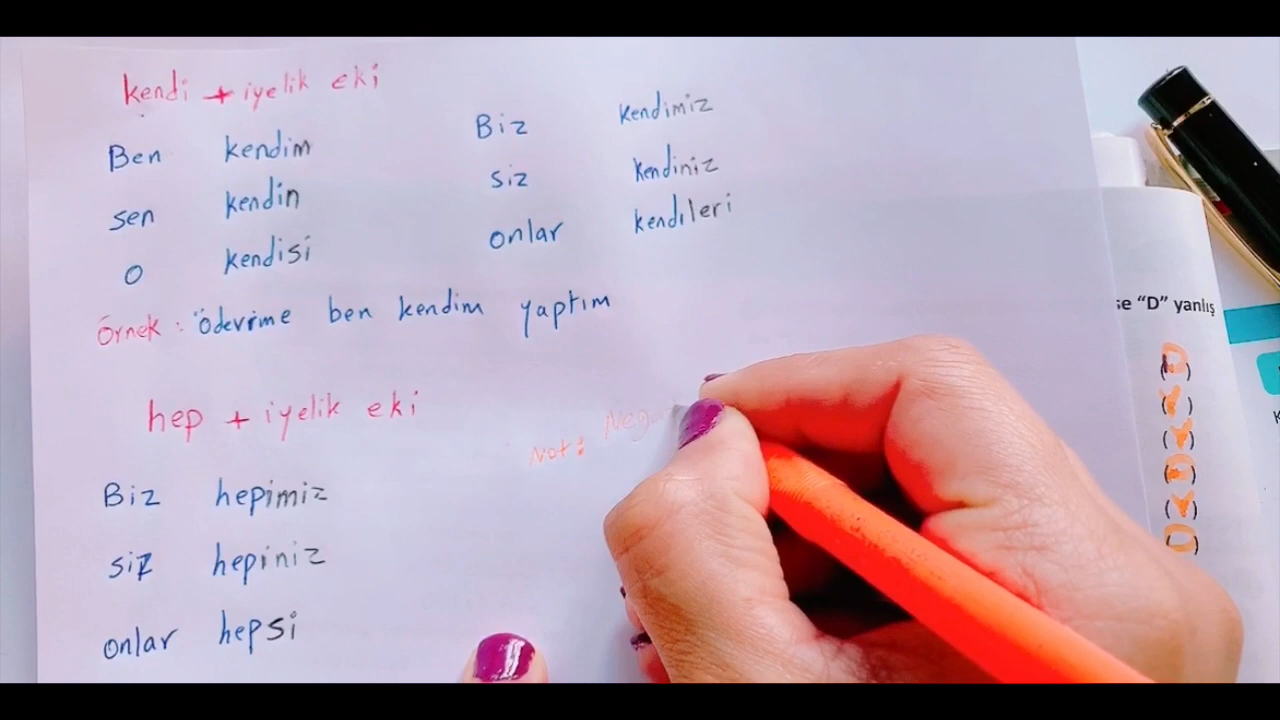 kendi + iyelik eki
Ben kendim
sen kendin
O kendisi
Biz kendimiz
siz kendiniz
onlar kendileri
Örnek : Ödevime ben kendim yaptım
hep + iyelik eki
Biz hepimiz
siz hepiniz
onlar hepsi
Not:
se "D" yanlış
(D)
(Y)
(Y)
(D)
(Y)
(D)